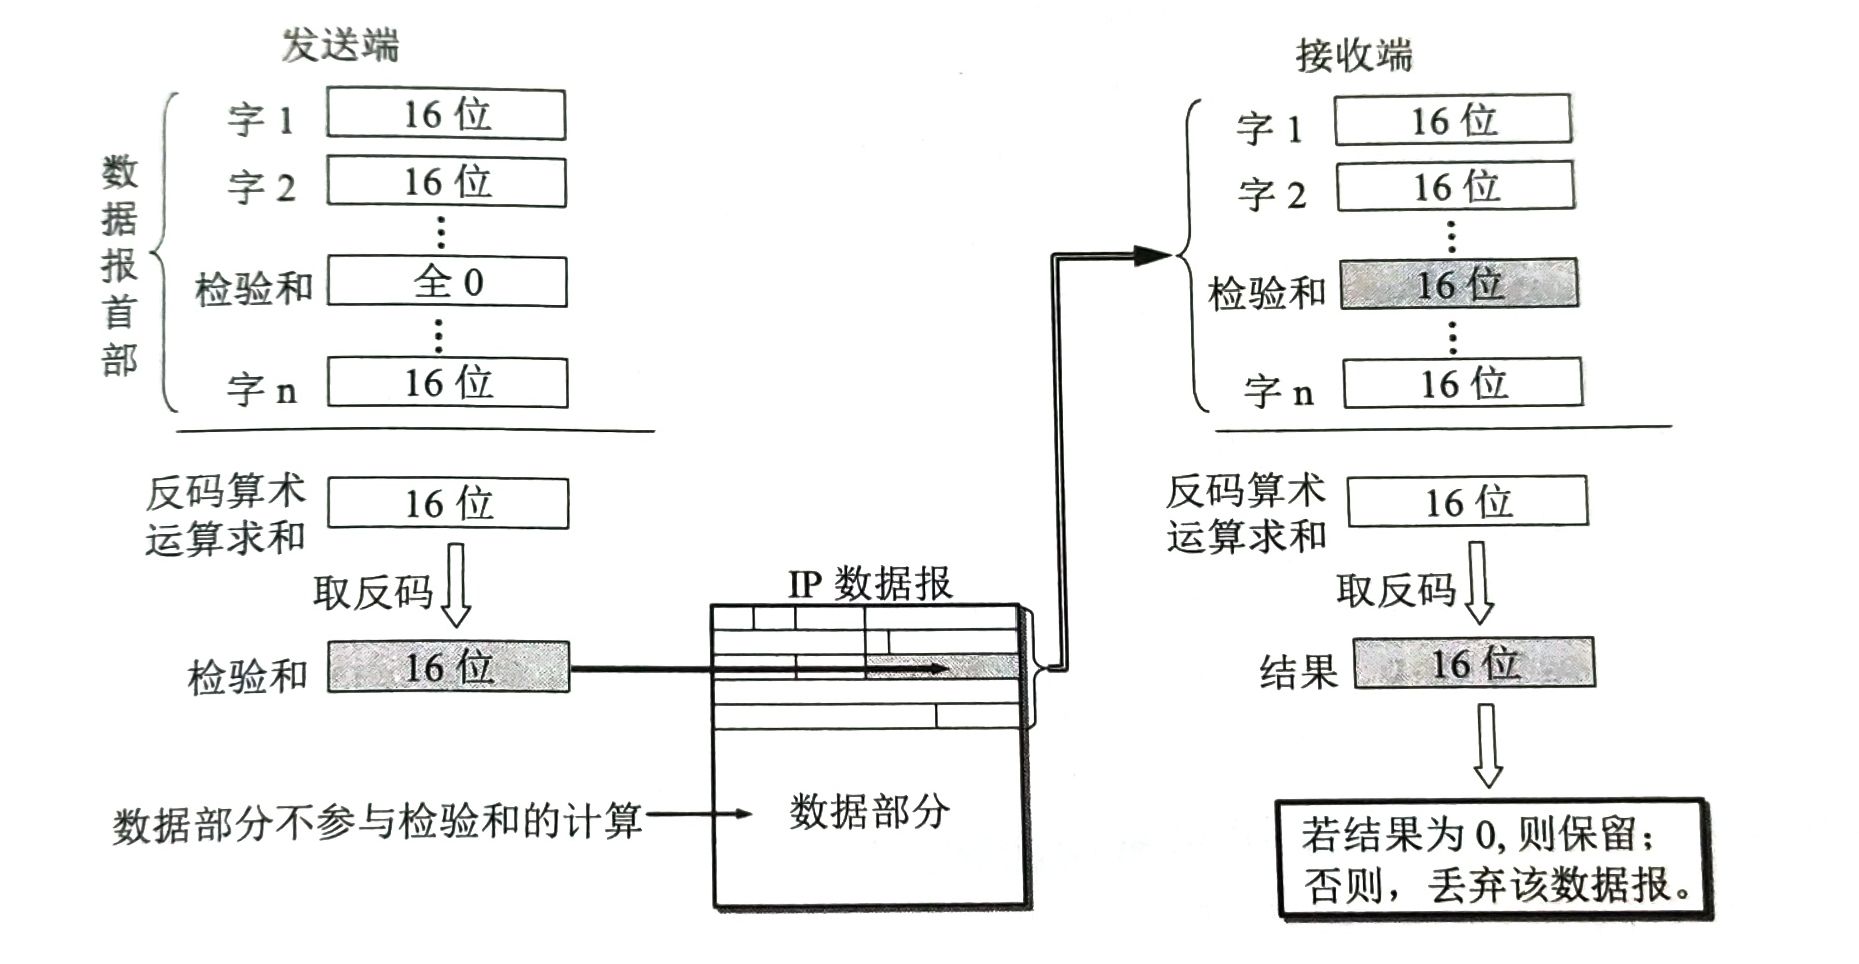 发送端
数据报首部
字 1
16 位
字 2
16 位
检验和
全 0
字 n
16 位
反码算术
运算求和
16 位
取反码
检验和
16 位
数据部分不参与检验和的计算
IP 数据报
数据部分
接收端
字 1
16 位
字 2
16 位
检验和
16 位
字 n
16 位
反码算术
运算求和
16 位
取反码
结果
16 位
若结果为 0, 则保留；
否则，丢弃该数据报。